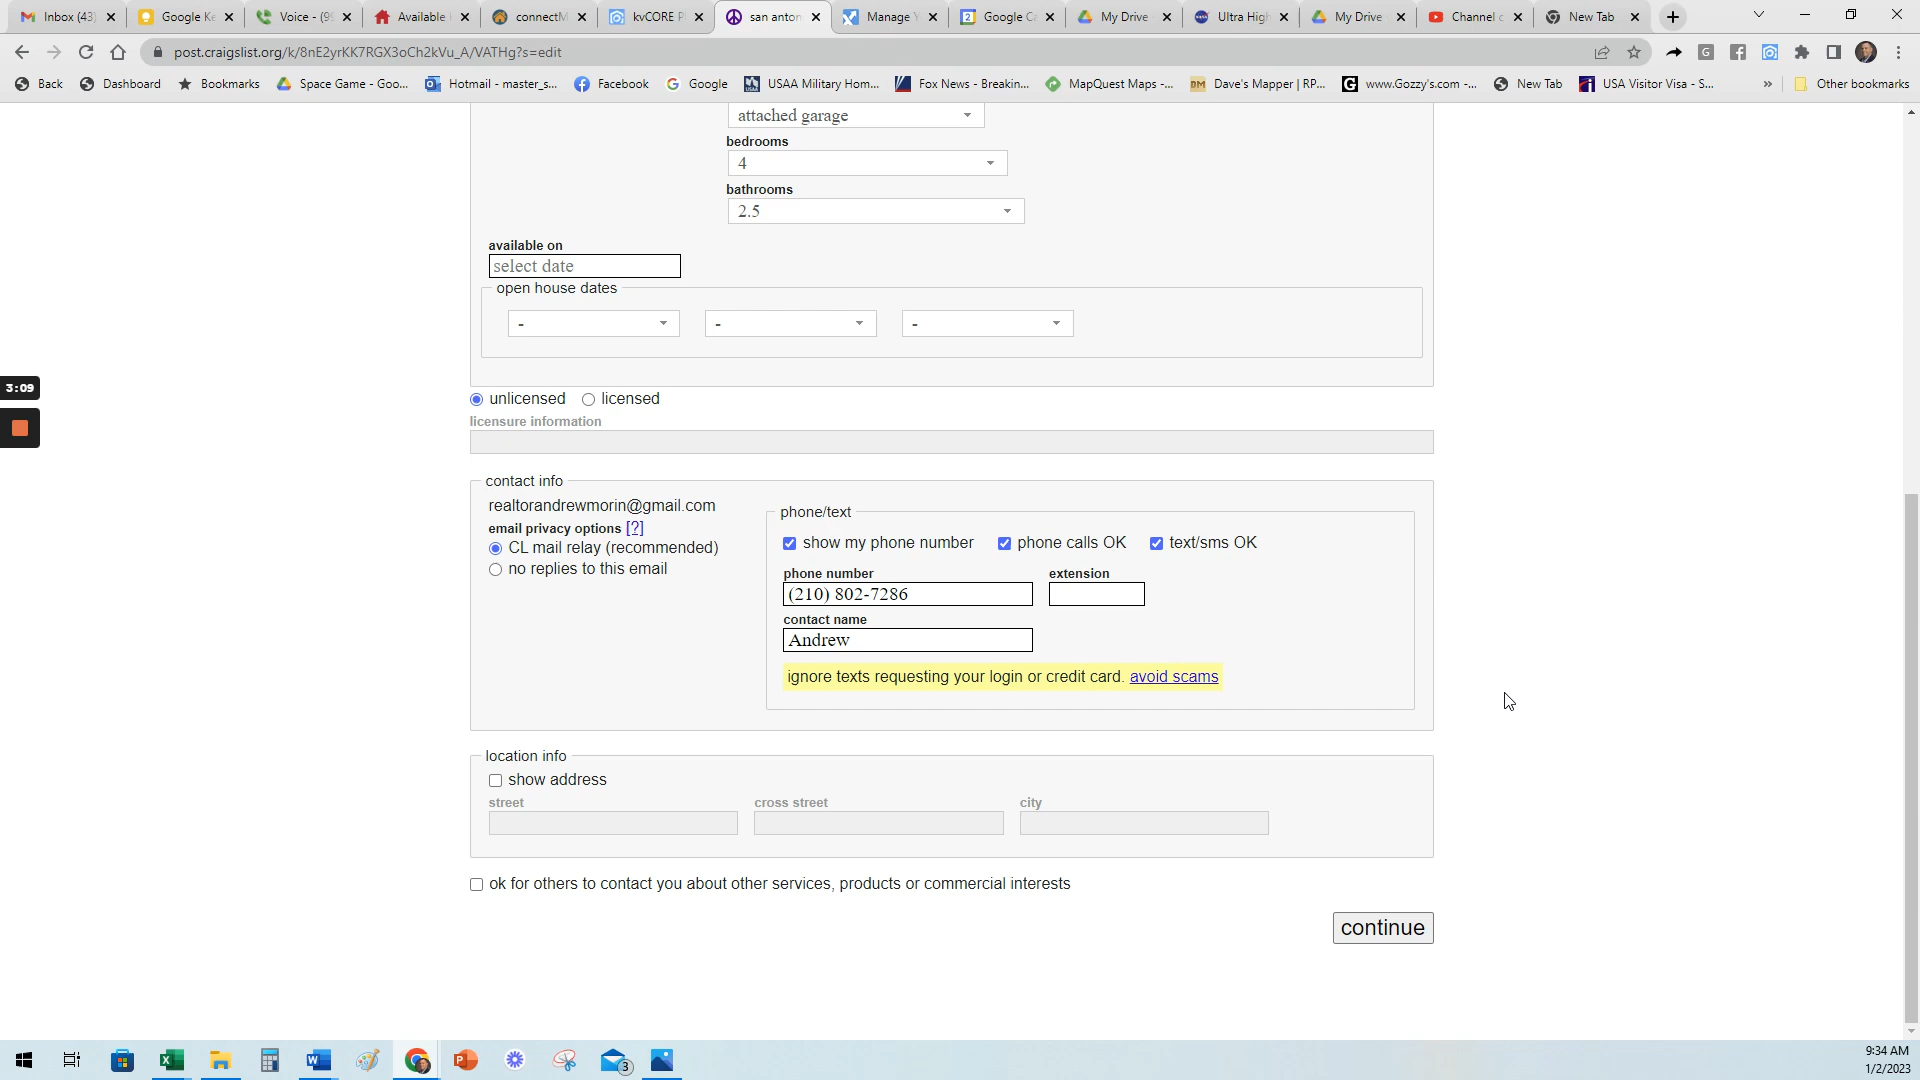 Inbox (43)
Google Ke
Voice - (9
Available
connectM
kvCORE P
san anton
Manage Y
Google Ca
My Drive
Ultra High
My Drive
Channel c
New Tab
post.craigslist.org/k/8nE2yrKK7RGX3oCh2kVu_A/VATHg?s=edit
Back
Dashboard
Bookmarks
Space Game - Goo...
Hotmail - master_s...
Facebook
Google
USAA Military Hom...
Fox News - Breakin...
MapQuest Maps -...
Dave's Mapper | RP...
www.Gozzy's.com -...
New Tab
USA Visitor Visa - S...
»
Other bookmarks
attached garage
bedrooms
4
bathrooms
2.5
available on
select date
open house dates
- - -
3:09
unlicensed licensed
licensure information
contact info
realtorandrewmorin@gmail.com
email privacy options [?]
CL mail relay (recommended)
no replies to this email
phone/text
show my phone number phone calls OK text/sms OK
phone number extension
(210) 802-7286
contact name
Andrew
ignore texts requesting your login or credit card. avoid scams
location info
show address
street cross street city
ok for others to contact you about other services, products or commercial interests
continue
3
9:34 AM
1/2/2023